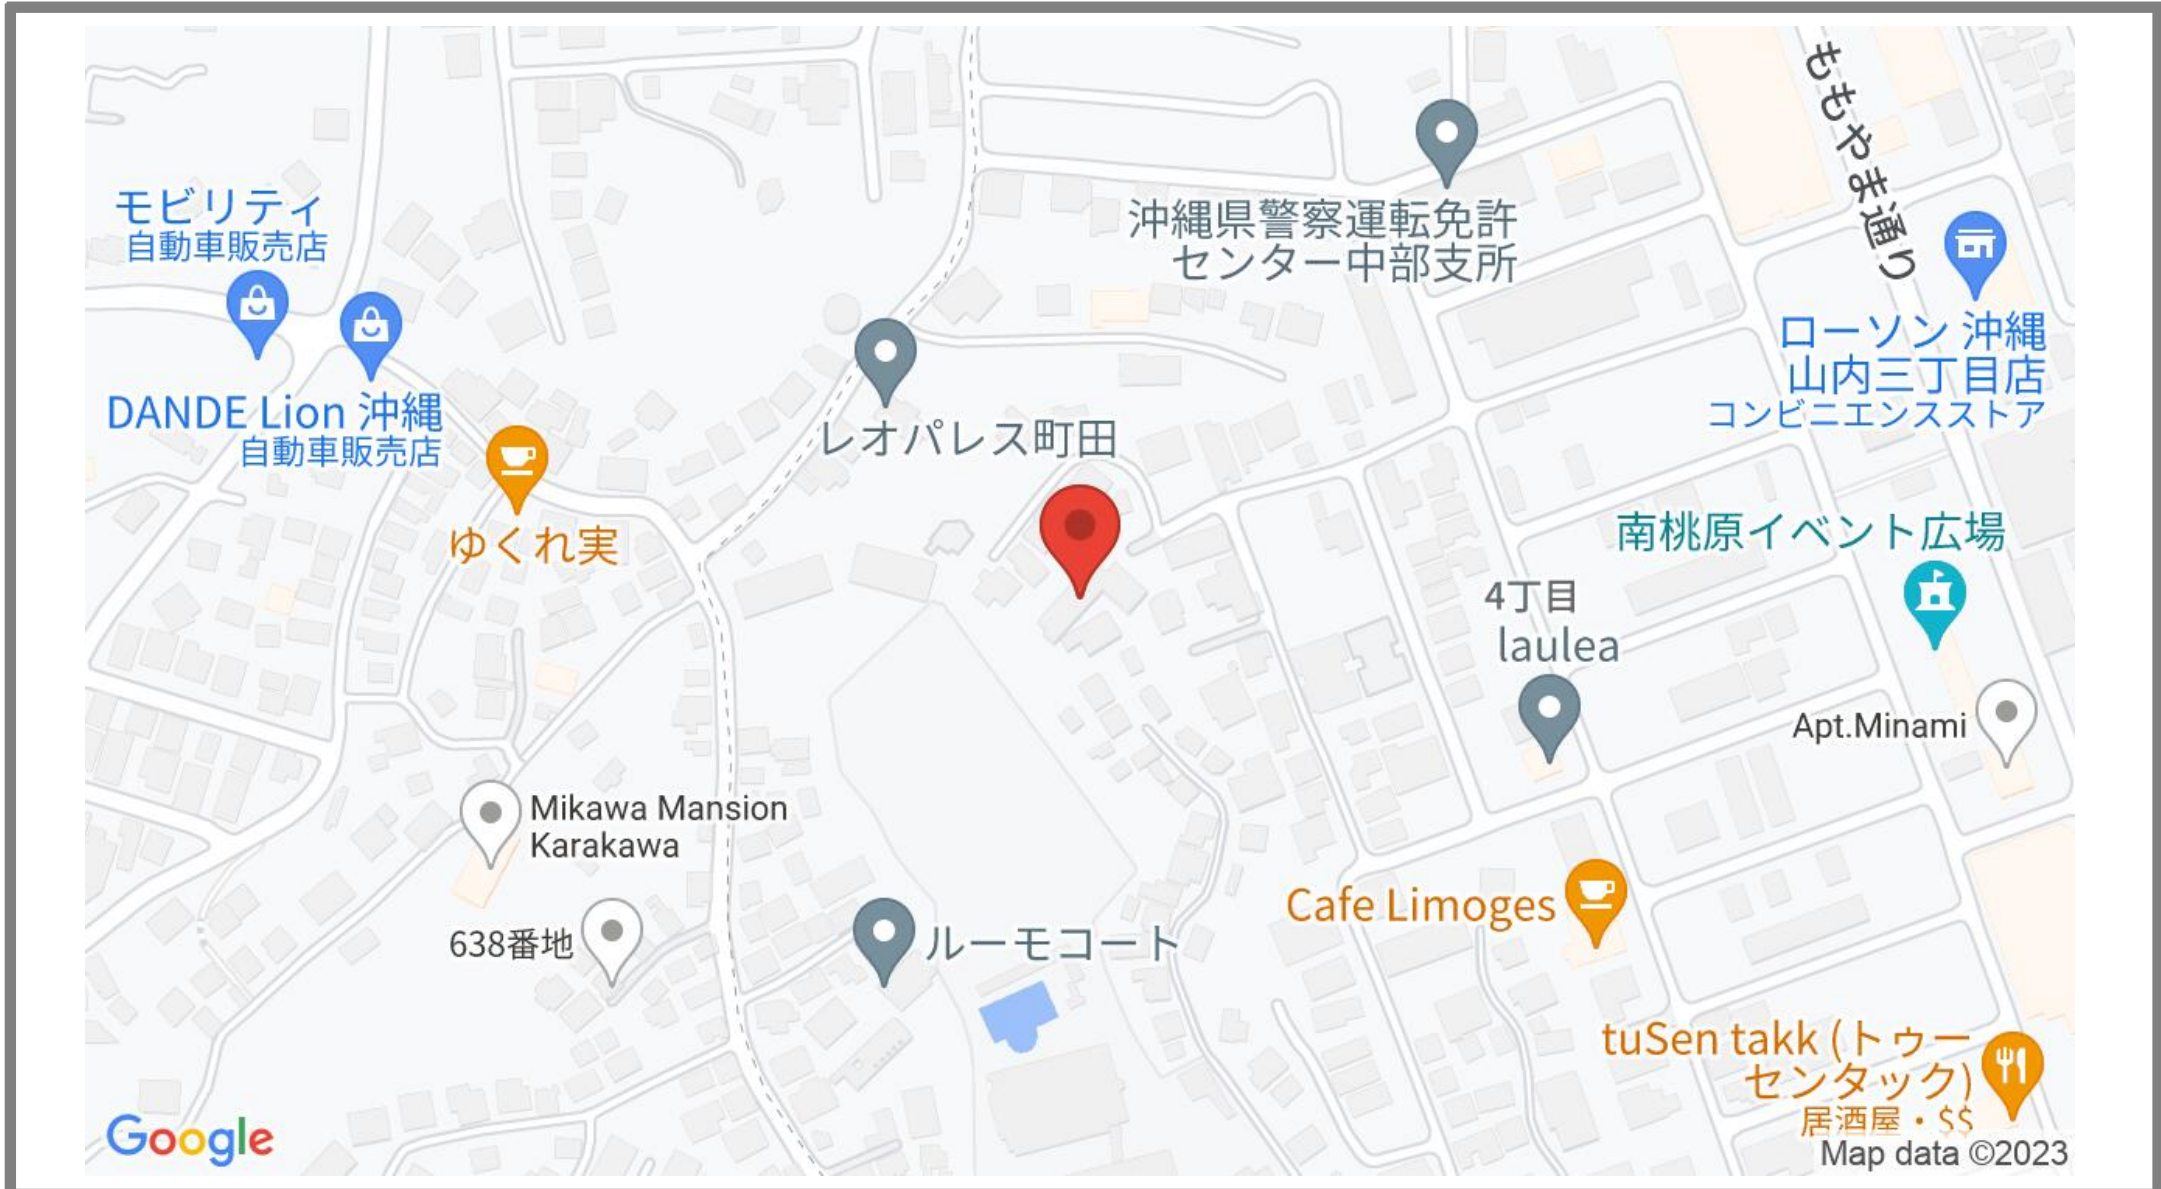 ももやま通り
モビリティ
自動車販売店
沖縄県警察運転免許
センター中部支所
ローソン 沖縄
山内三丁目店
コンビニエンスストア
DANDE Lion 沖縄
自動車販売店
レオパレス町田
ゆくれ実
南桃原イベント広場
4丁目
laulea
Apt.Minami
Mikawa Mansion
Karakawa
Cafe Limoges
638番地
ルーモコート
tuSen takk (トゥー
センタック)
居酒屋・$$
Google
Map data ©2023